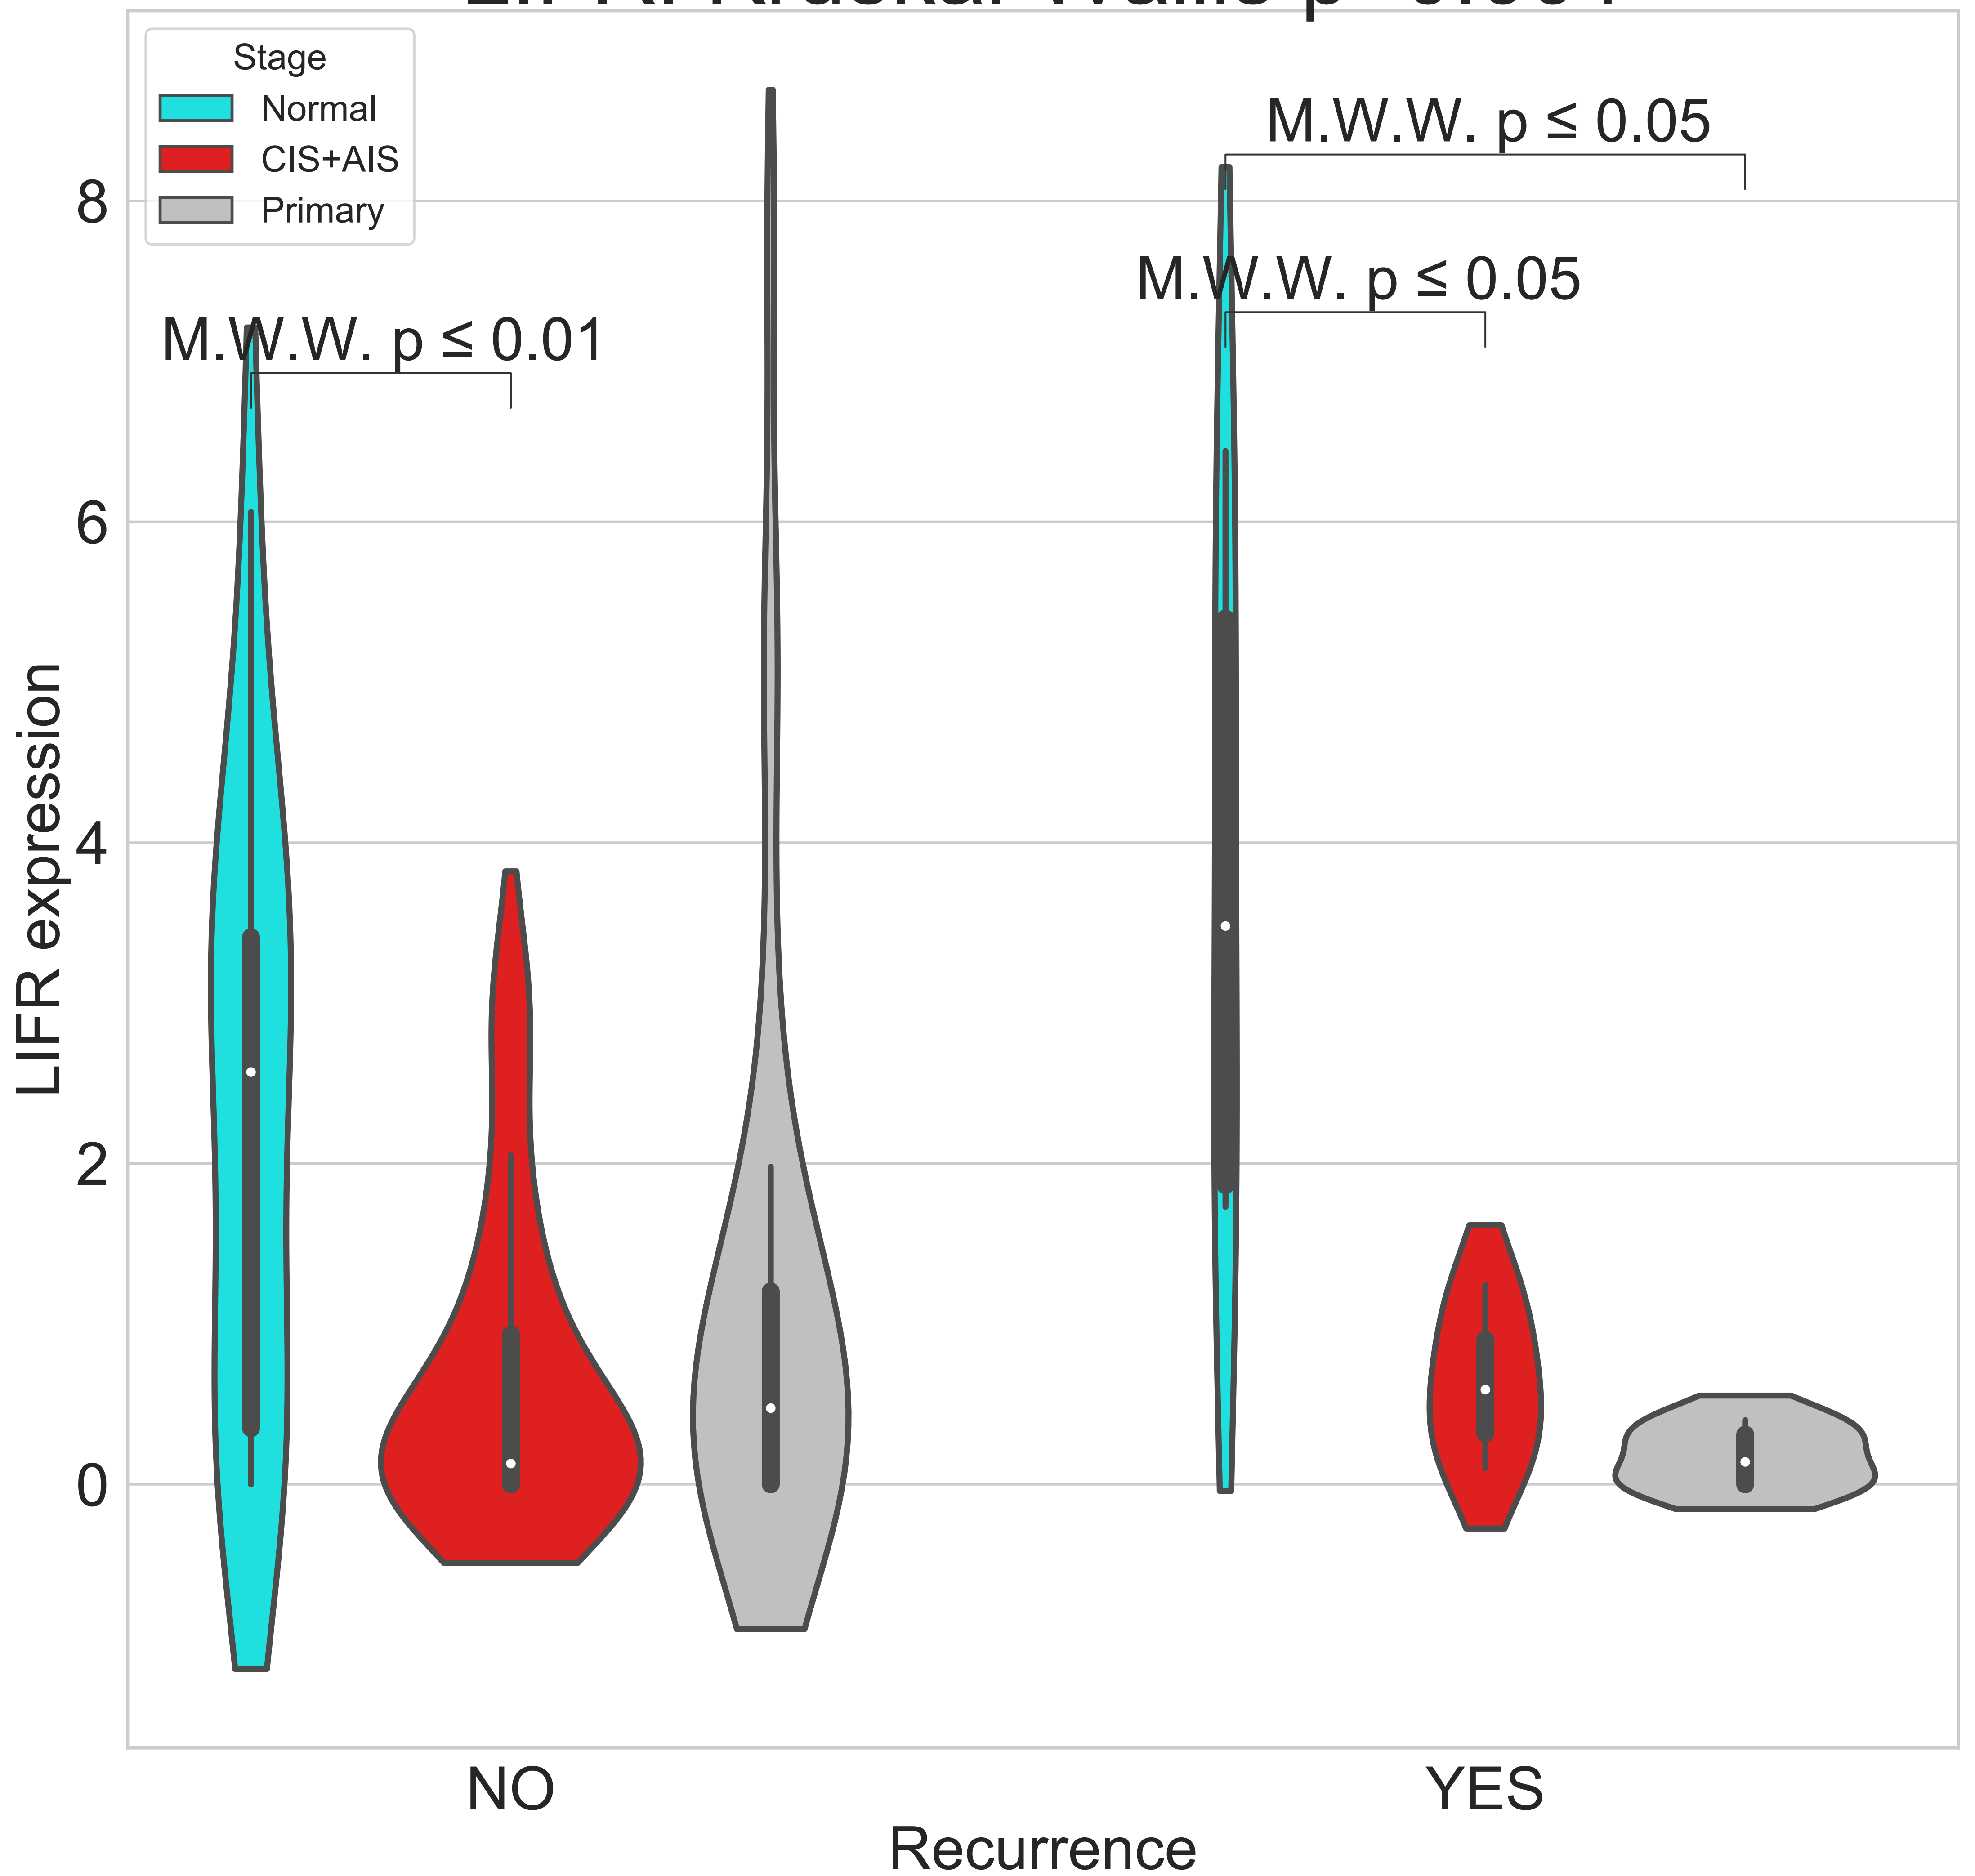 Stage
Normal
CIS+AIS
Primary
M.W.W. p ≤ 0.05
M.W.W. p ≤ 0.05
M.W.W. p ≤ 0.01
8
6
4
2
0
LIFR expression
NO
YES
Recurrence